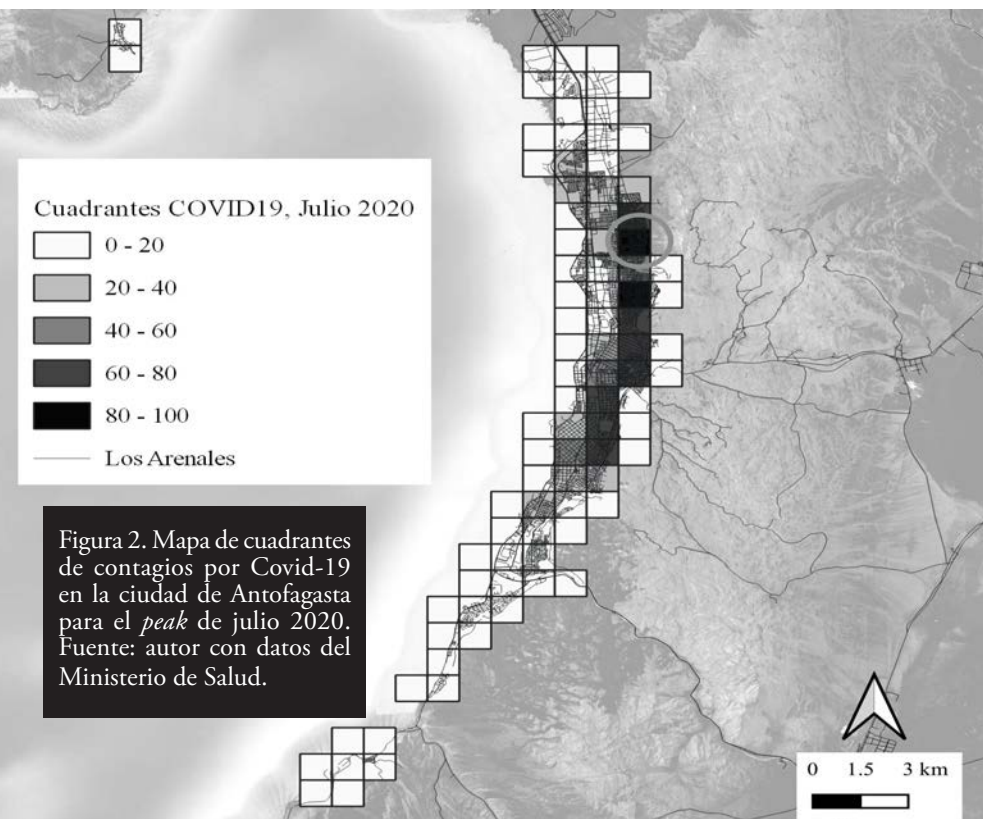 Cuadrantes COVID19, Julio 2020
0 - 20
20 - 40
40 - 60
60 - 80
80 - 100
Los Arenales
Figura 2. Mapa de cuadrantes
de contagios por Covid-19
en la ciudad de Antofagasta
para el peak de julio 2020.
Fuente: autor con datos del
Ministerio de Salud.
0 1.5 3 km